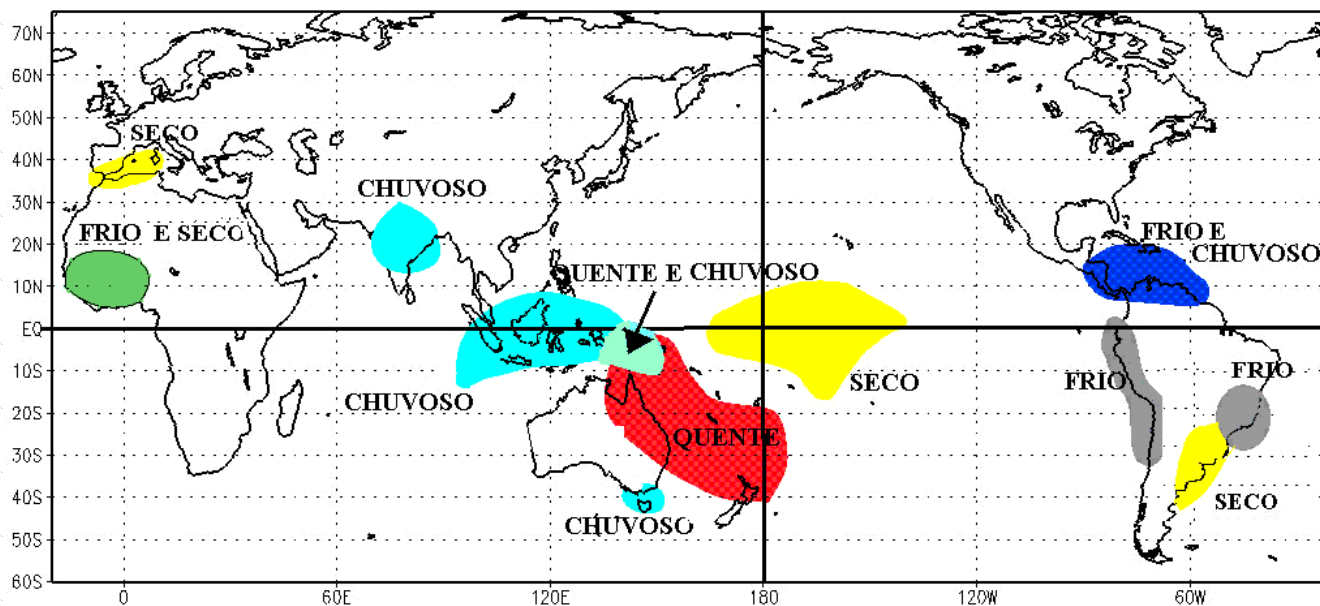 70N
60N
50N
SECO
40N
CHUVOSO
30N
FRIO E SECO
FRIO E
20N
CHUVOSO
QUENTE E CHUVOSO
10N
EQ
10S
SECO
FRIO
FRIO
CHUVOSO
20S
QUENTE
30S
40S
SECO
CHUVOSO
50S
60S
0
60E
120E
180
120W
60W